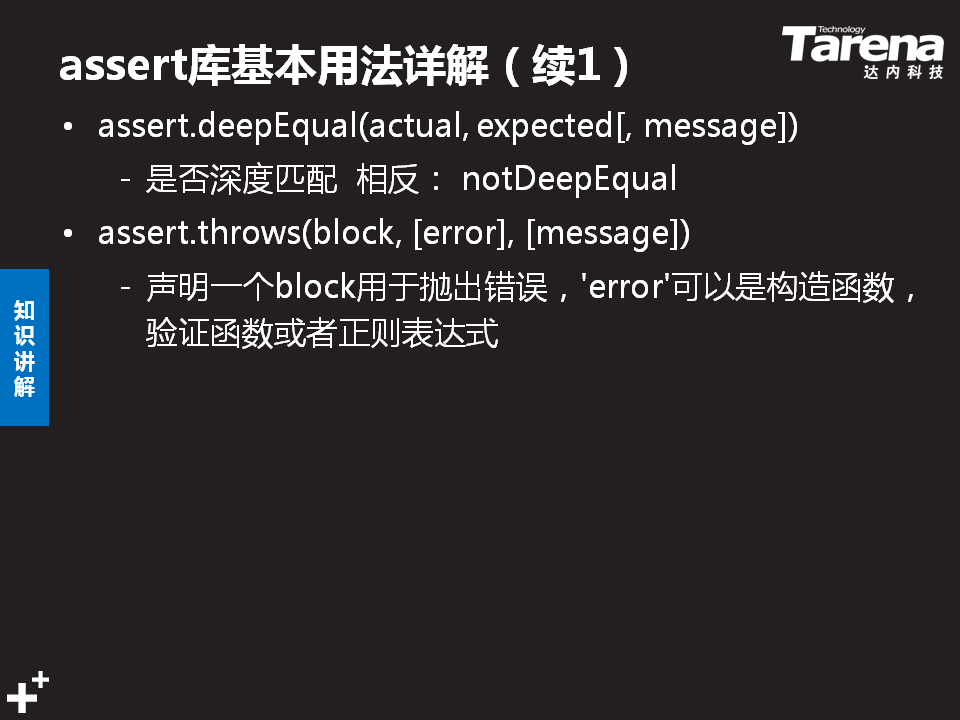 assert库基本用法详解（续1）
Technology
Tarena
达内科技
• assert.deepEqual(actual, expected[, message])
- 是否深度匹配 相反： notDeepEqual
• assert.throws(block, [error], [message])
- 声明一个block用于抛出错误，'error'可以是构造函数，
验证函数或者正则表达式
知识讲解